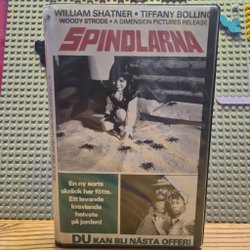 WILLIAM SHATNER • TIFFANY BOLLING
WOODY STRODE • A DIMENSION PICTURES RELEASE
SPINDLARNA
En ny sorts
skräck har fötts.
Ett levande
kravlande
helvete
på jorden!
DU KAN BLI NÄSTA OFFER!